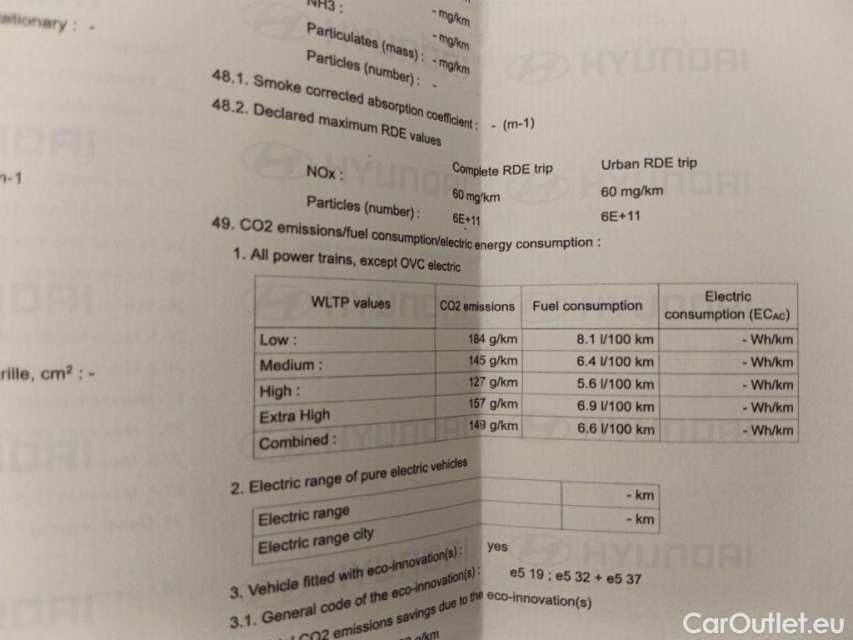 NH3 : - mg/km
ationary : - - mg/km
Particulates (mass) : - mg/km
Particles (number) : -
48.1. Smoke corrected absorption coefficient : - (m-1)
48.2. Declared maximum RDE values
Complete RDE trip Urban RDE trip
NOx : 60 mg/km 60 mg/km
n-1
Particles (number) : 6E+11 6E+11
49. CO2 emissions/fuel consumption/electric energy consumption :
1. All power trains, except OVC electric
WLTP values CO2 emissions Fuel consumption Electric consumption (ECAC)
Low : 184 g/km 8.1 l/100 km - Wh/km
Medium : 145 g/km 6.4 l/100 km - Wh/km
rille, cm² : -
High : 127 g/km 5.6 l/100 km - Wh/km
Extra High 157 g/km 6.9 l/100 km - Wh/km
Combined : 149 g/km 6.6 l/100 km - Wh/km
2. Electric range of pure electric vehicles
Electric range - km
Electric range city - km
3. Vehicle fitted with eco-innovation(s) : yes
3.1. General code of the eco-innovation(s) : e5 19 ; e5 32 + e5 37
CO2 emissions savings due to the eco-innovation(s)
g/km
HYUNDAI
CarOutlet.eu